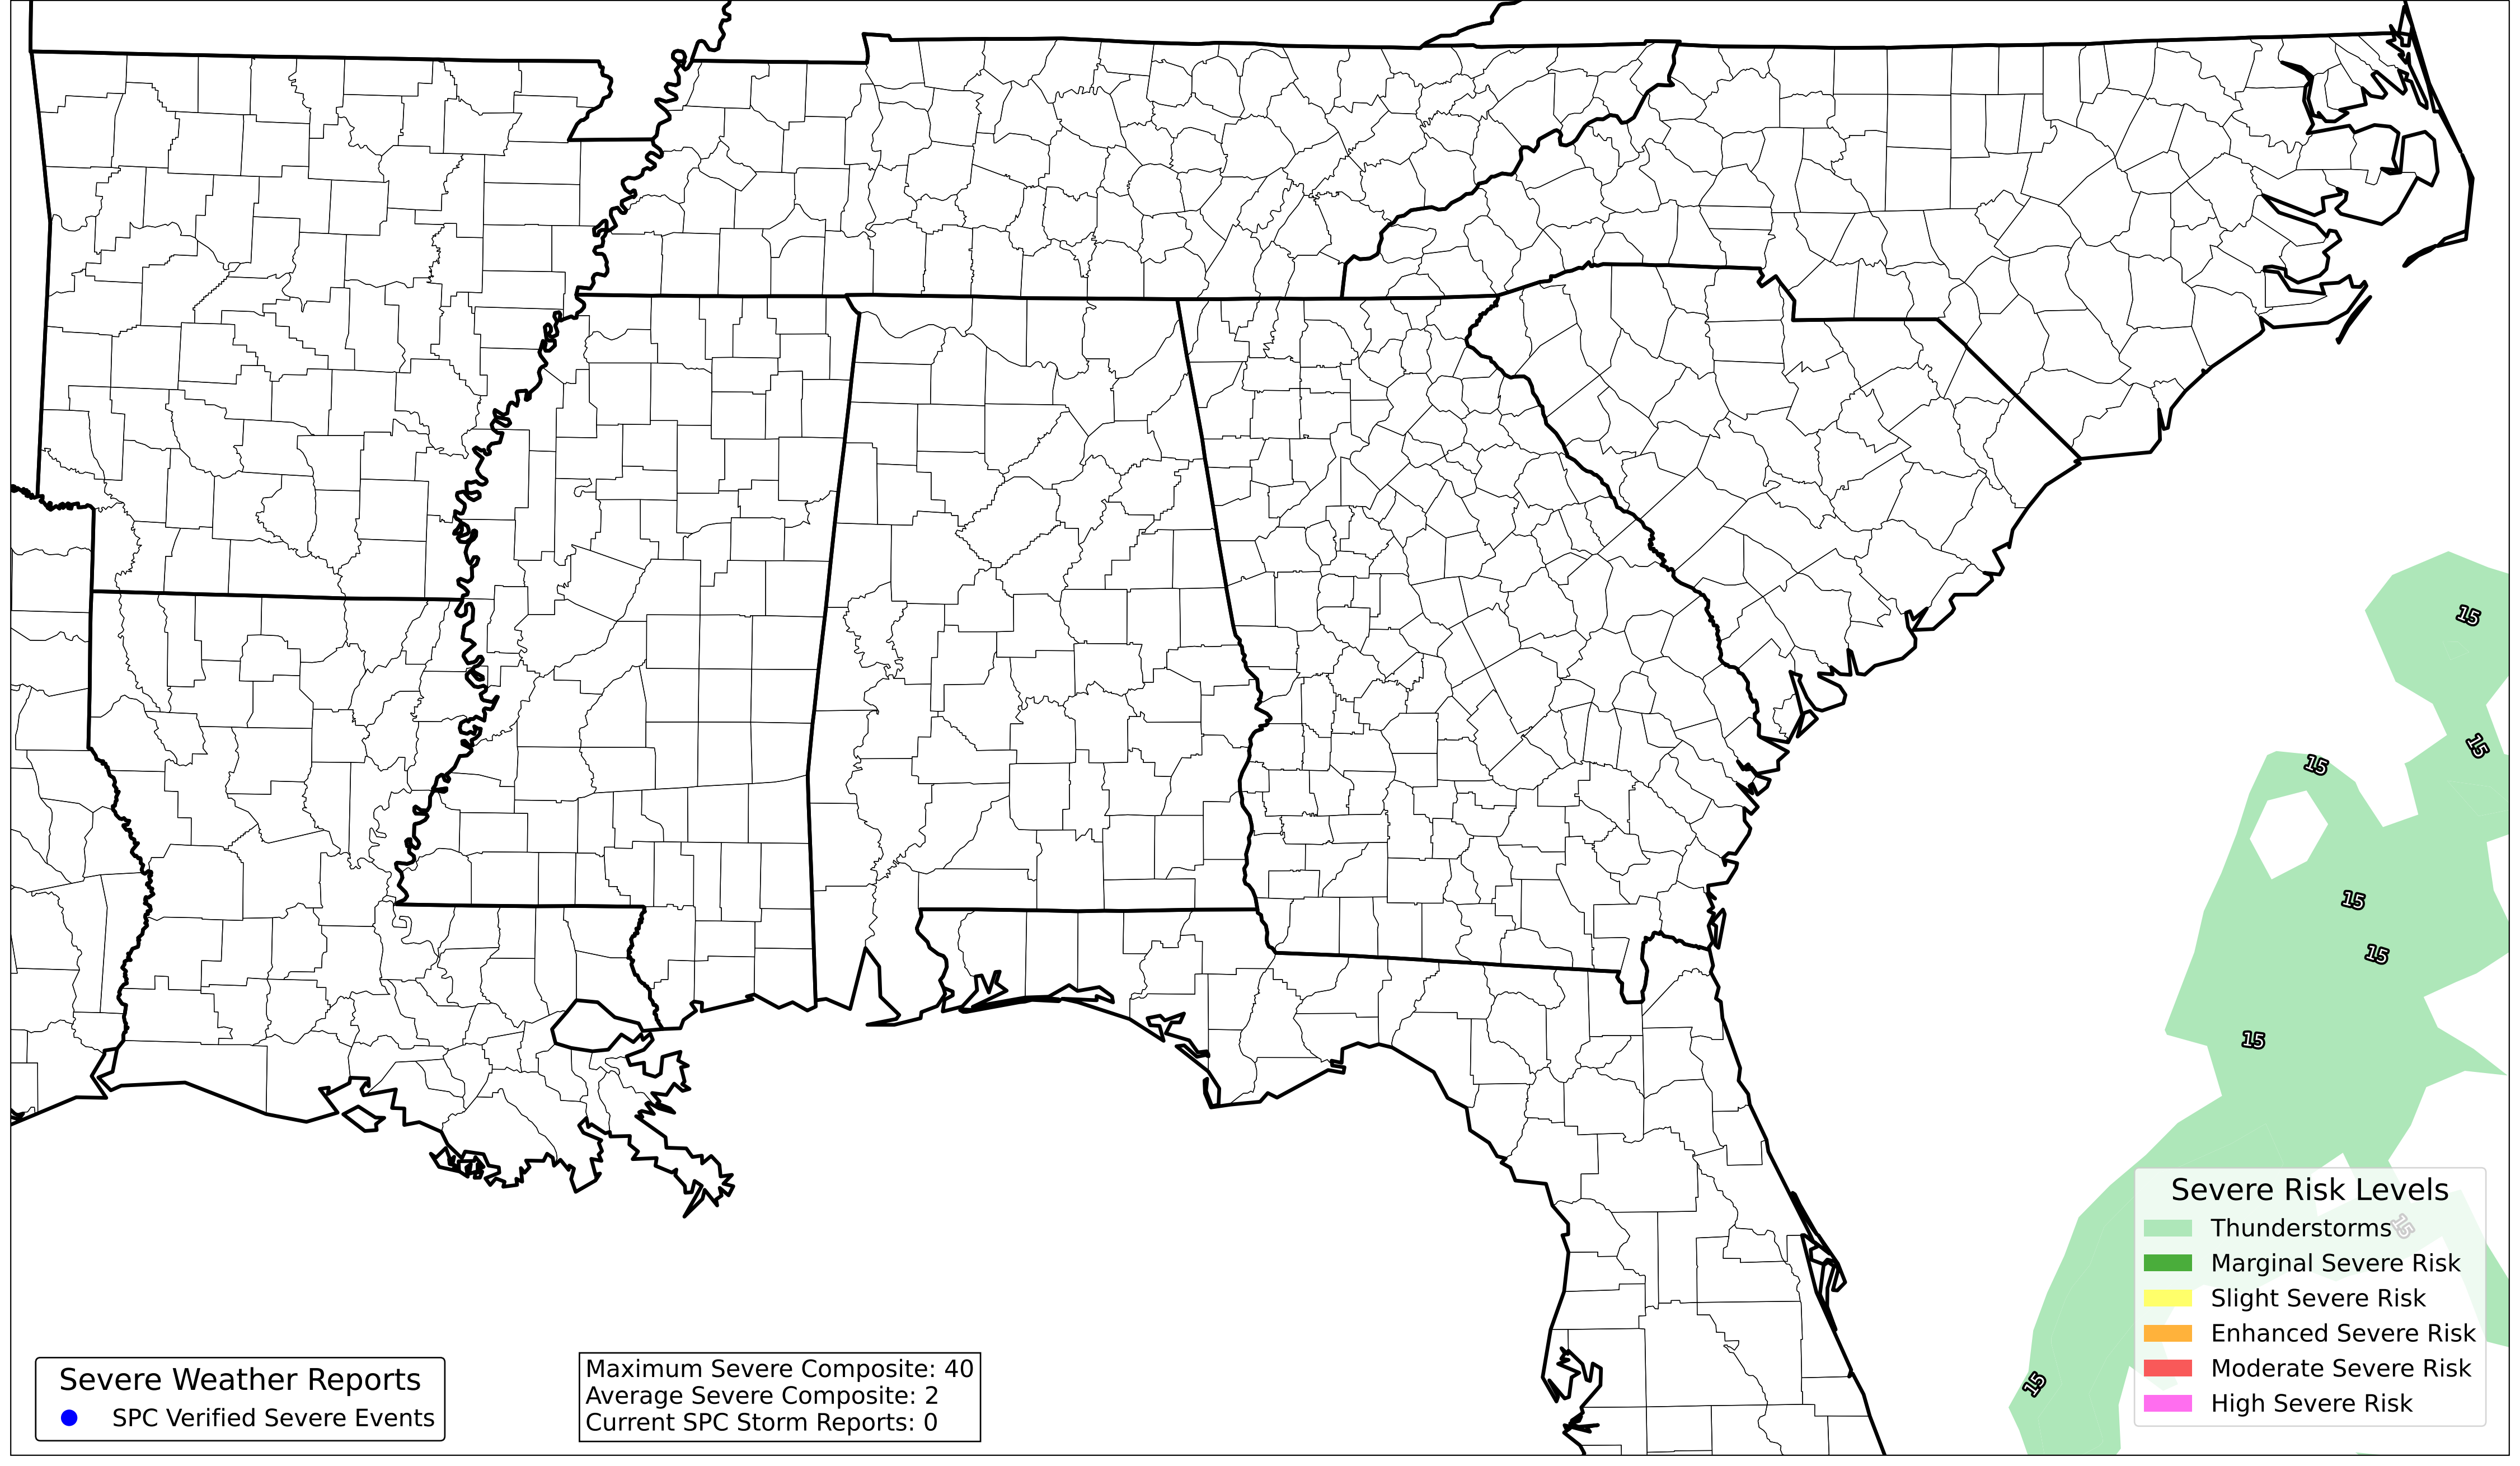 15
15
15
15
15
15
Severe Risk Levels
Thunderstorms
15
Marginal Severe Risk
Slight Severe Risk
Enhanced Severe Risk
Moderate Severe Risk
High Severe Risk
15
Severe Weather Reports
SPC Verified Severe Events
Maximum Severe Composite: 40
Average Severe Composite: 2
Current SPC Storm Reports: 0